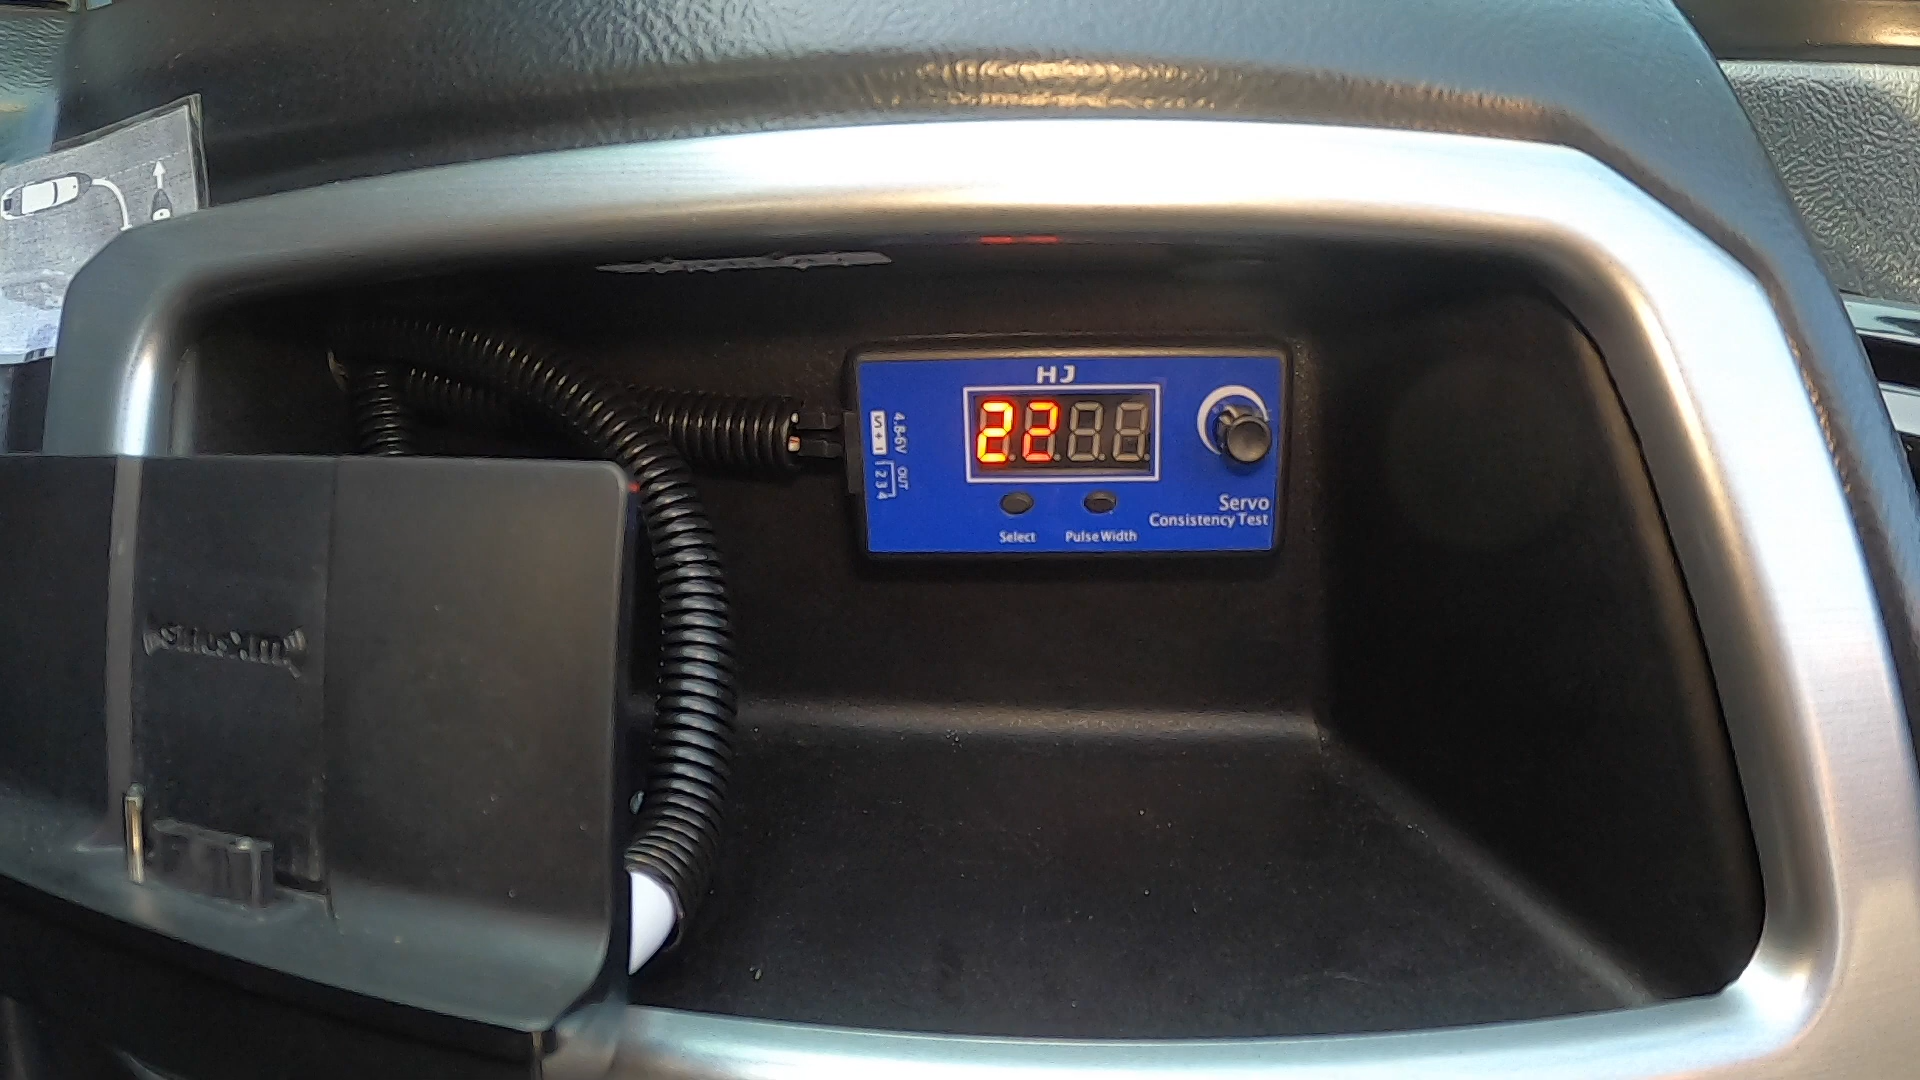 HJ
22
4.8-6V
S + -
OUT
1 2 3 4
Servo
Consistency Test
Select
Pulse Width